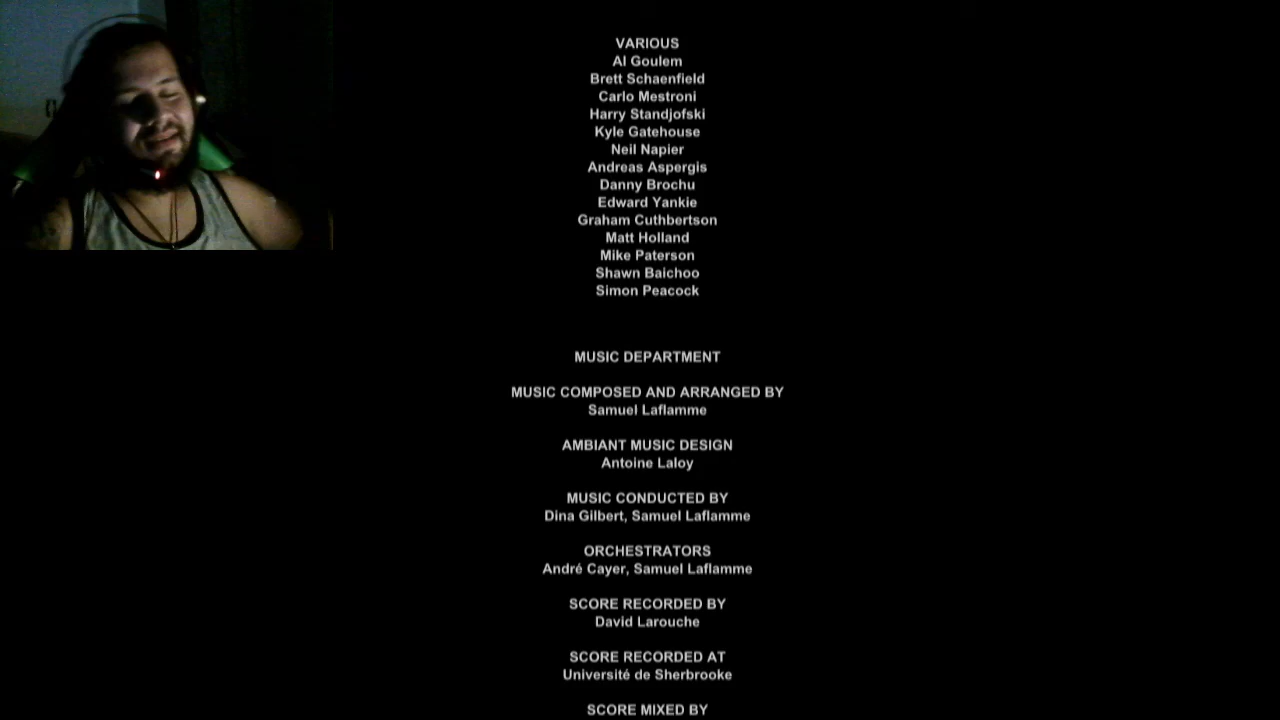 VARIOUS
Al Goulem
Brett Schaenfield
Carlo Mestroni
Harry Standjofski
Kyle Gatehouse
Neil Napier
Andreas Aspergis
Danny Brochu
Edward Yankie
Graham Cuthbertson
Matt Holland
Mike Paterson
Shawn Baichoo
Simon Peacock
MUSIC DEPARTMENT
MUSIC COMPOSED AND ARRANGED BY
Samuel Laflamme
AMBIANT MUSIC DESIGN
Antoine Laloy
MUSIC CONDUCTED BY
Dina Gilbert, Samuel Laflamme
ORCHESTRATORS
André Cayer, Samuel Laflamme
SCORE RECORDED BY
David Larouche
SCORE RECORDED AT
Université de Sherbrooke
SCORE MIXED BY